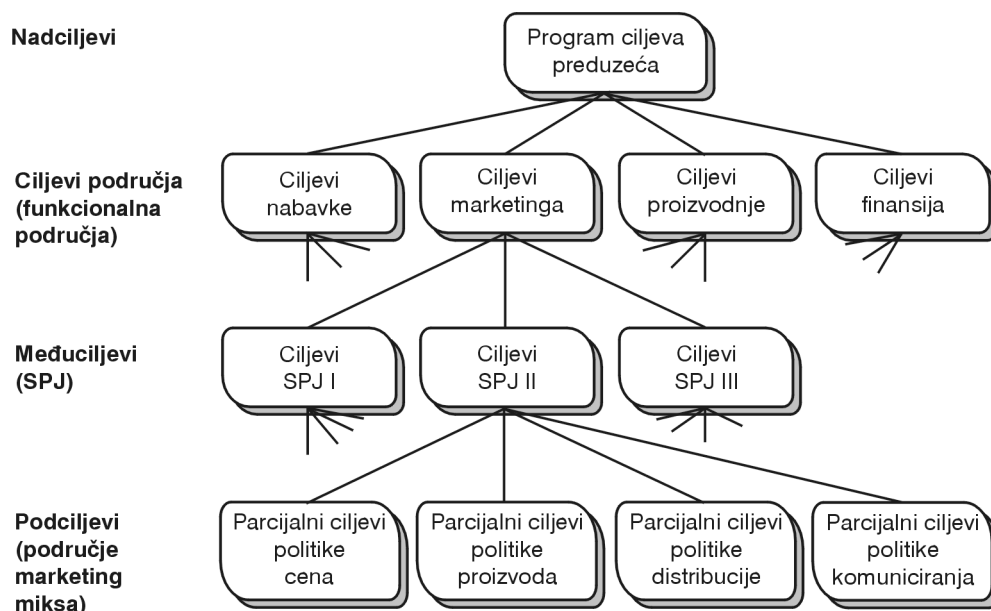 Nadciljevi
Program ciljeva
preduzeća
Ciljevi područja
(funkcionalna
područja)
Ciljevi
nabavke
Ciljevi
marketinga
Ciljevi
proizvodnje
Ciljevi
finansija
Međuciljevi
(SPJ)
Ciljevi
SPJ I
Ciljevi
SPJ II
Ciljevi
SPJ III
Podciljevi
(područje
marketing
miksa)
Parcijalni ciljevi
politike
cena
Parcijalni ciljevi
politike
proizvoda
Parcijalni ciljevi
politike
distribucije
Parcijalni ciljevi
politike
komuniciranja